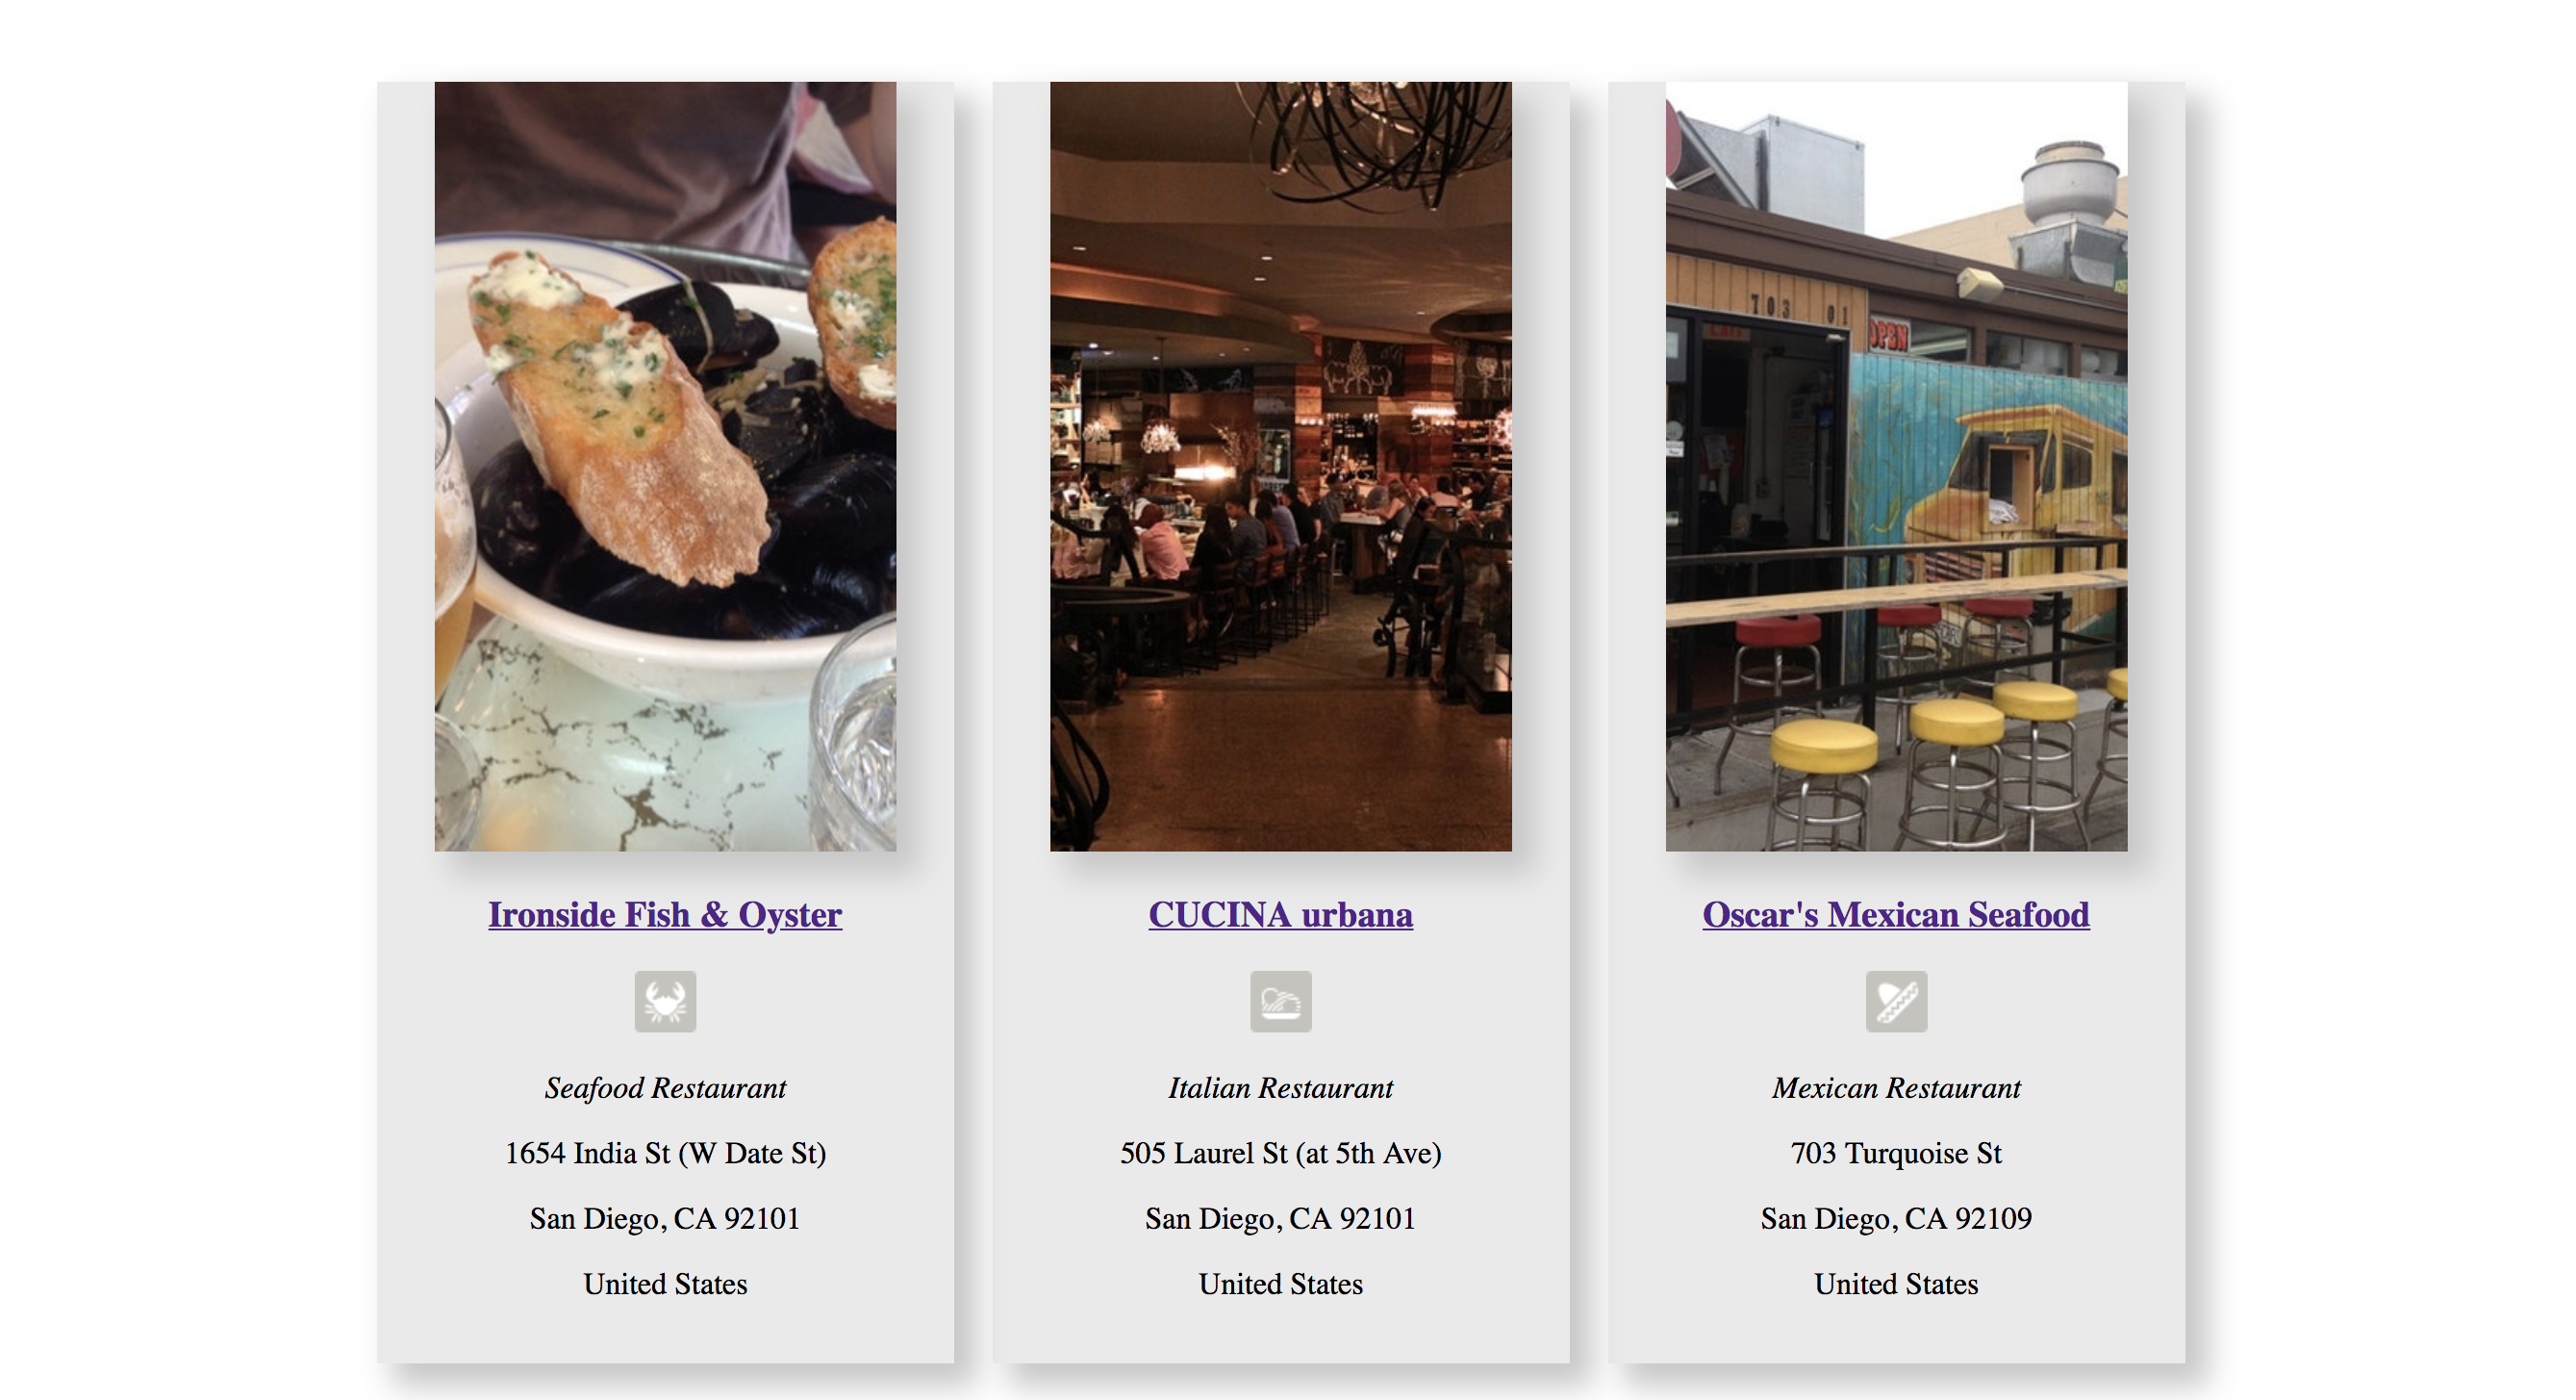 703 01
OPEN
Ironside Fish & Oyster
Seafood Restaurant
1654 India St (W Date St)
San Diego, CA 92101
United States
CUCINA urbana
Italian Restaurant
505 Laurel St (at 5th Ave)
San Diego, CA 92101
United States
Oscar's Mexican Seafood
Mexican Restaurant
703 Turquoise St
San Diego, CA 92109
United States